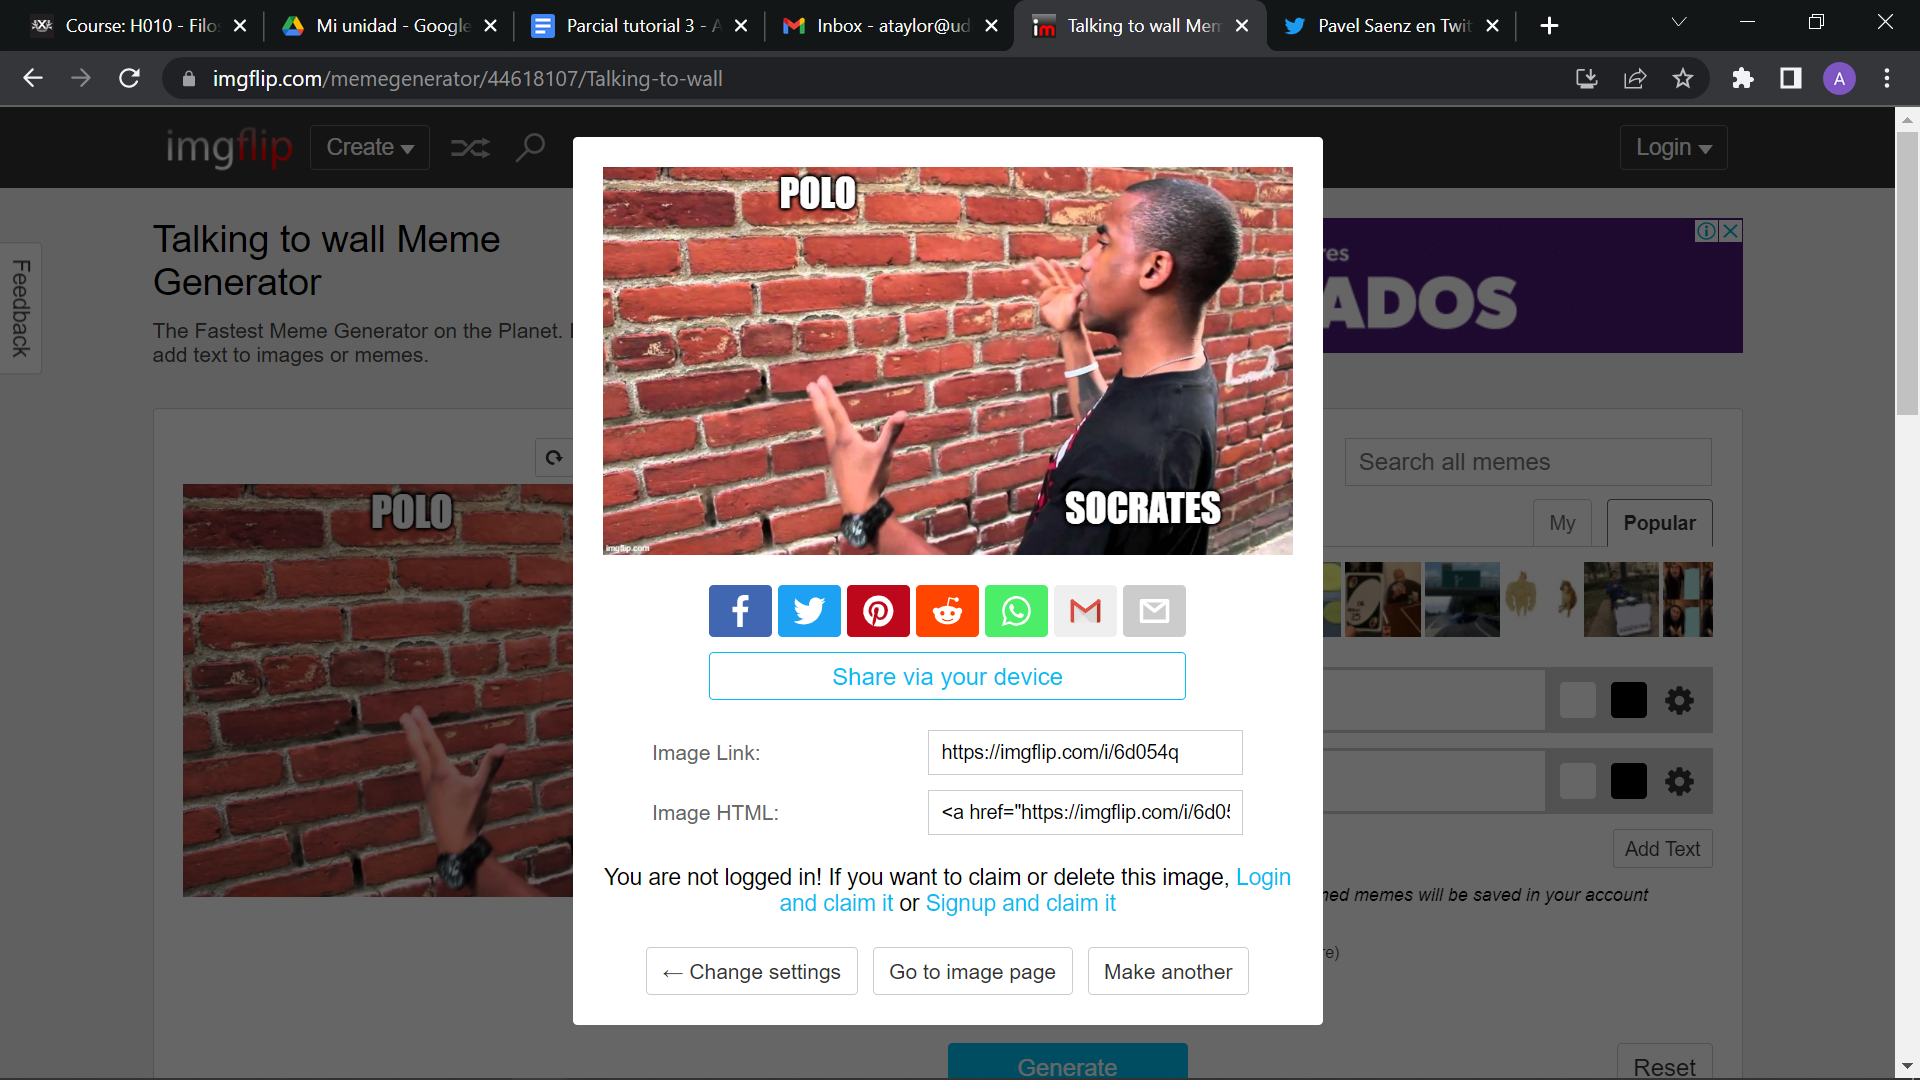 Course: H010 - Filo
Mi unidad - Google
Parcial tutorial 3 - A
Inbox - ataylor@ud
Talking to wall Mem
Pavel Saenz en Twit
imgflip.com/memegenerator/44618107/Talking-to-wall
A
imgflip
Create
Login
Feedback
Talking to wall Meme
Generator
The Fastest Meme Generator on the Planet.
add text to images or memes.
res
ADOS
POLO
SOCRATES
imgflip.com
POLO
Search all memes
My
Popular
Share via your device
Image Link:
https://imgflip.com/i/6d054q
Image HTML:
<a href="https://imgflip.com/i/6d05
Add Text
You are not logged in! If you want to claim or delete this image, Login
and claim it or Signup and claim it
ned memes will be saved in your account
re)
← Change settings
Go to image page
Make another
Generate
Reset